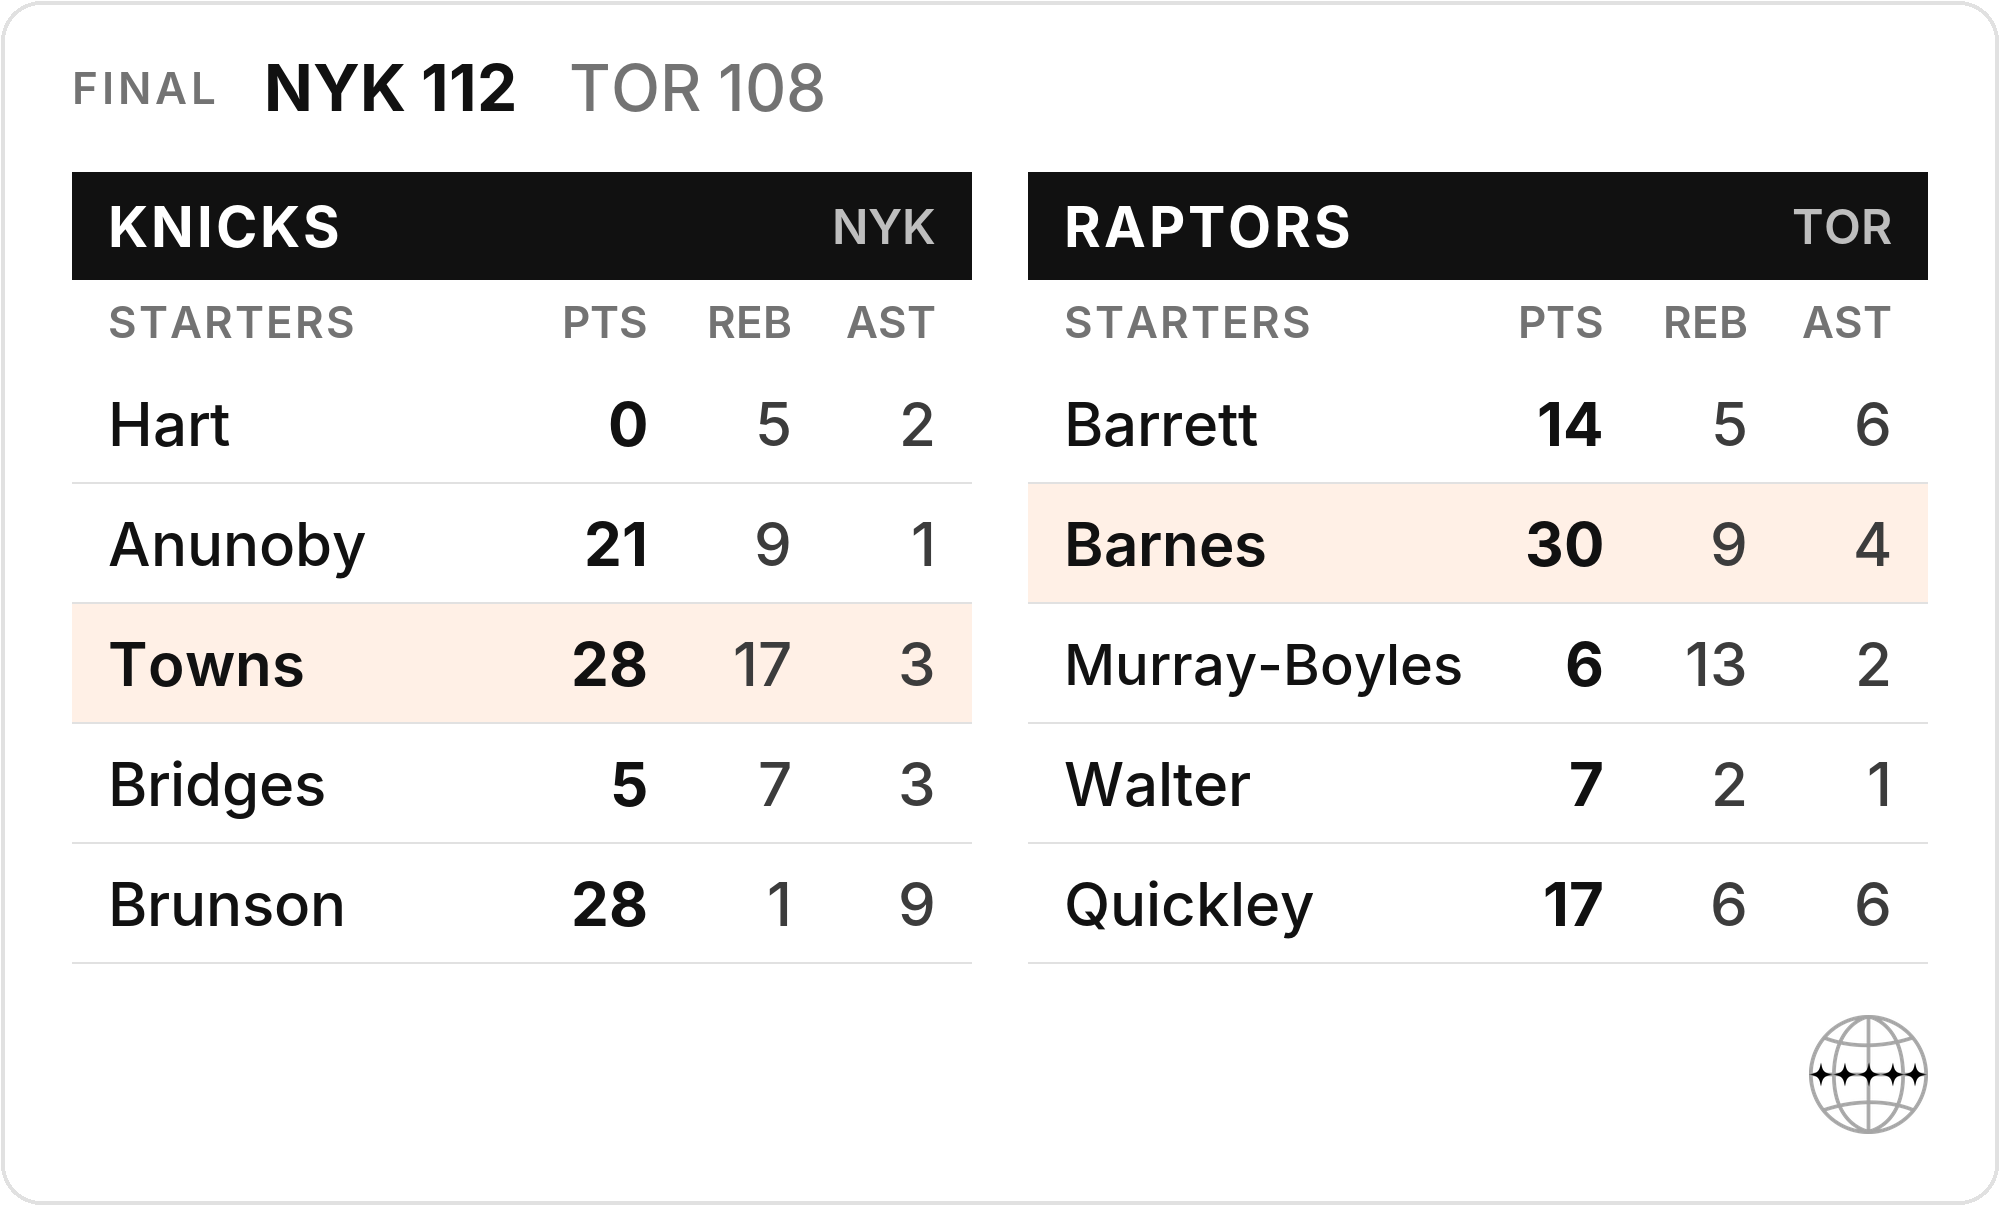 FINAL NYK 112 TOR 108
KNICKS NYK
STARTERS PTS REB AST
Hart 0 5 2
Anunoby 21 9 1
Towns 28 17 3
Bridges 5 7 3
Brunson 28 1 9
RAPTORS TOR
STARTERS PTS REB AST
Barrett 14 5 6
Barnes 30 9 4
Murray-Boyles 6 13 2
Walter 7 2 1
Quickley 17 6 6